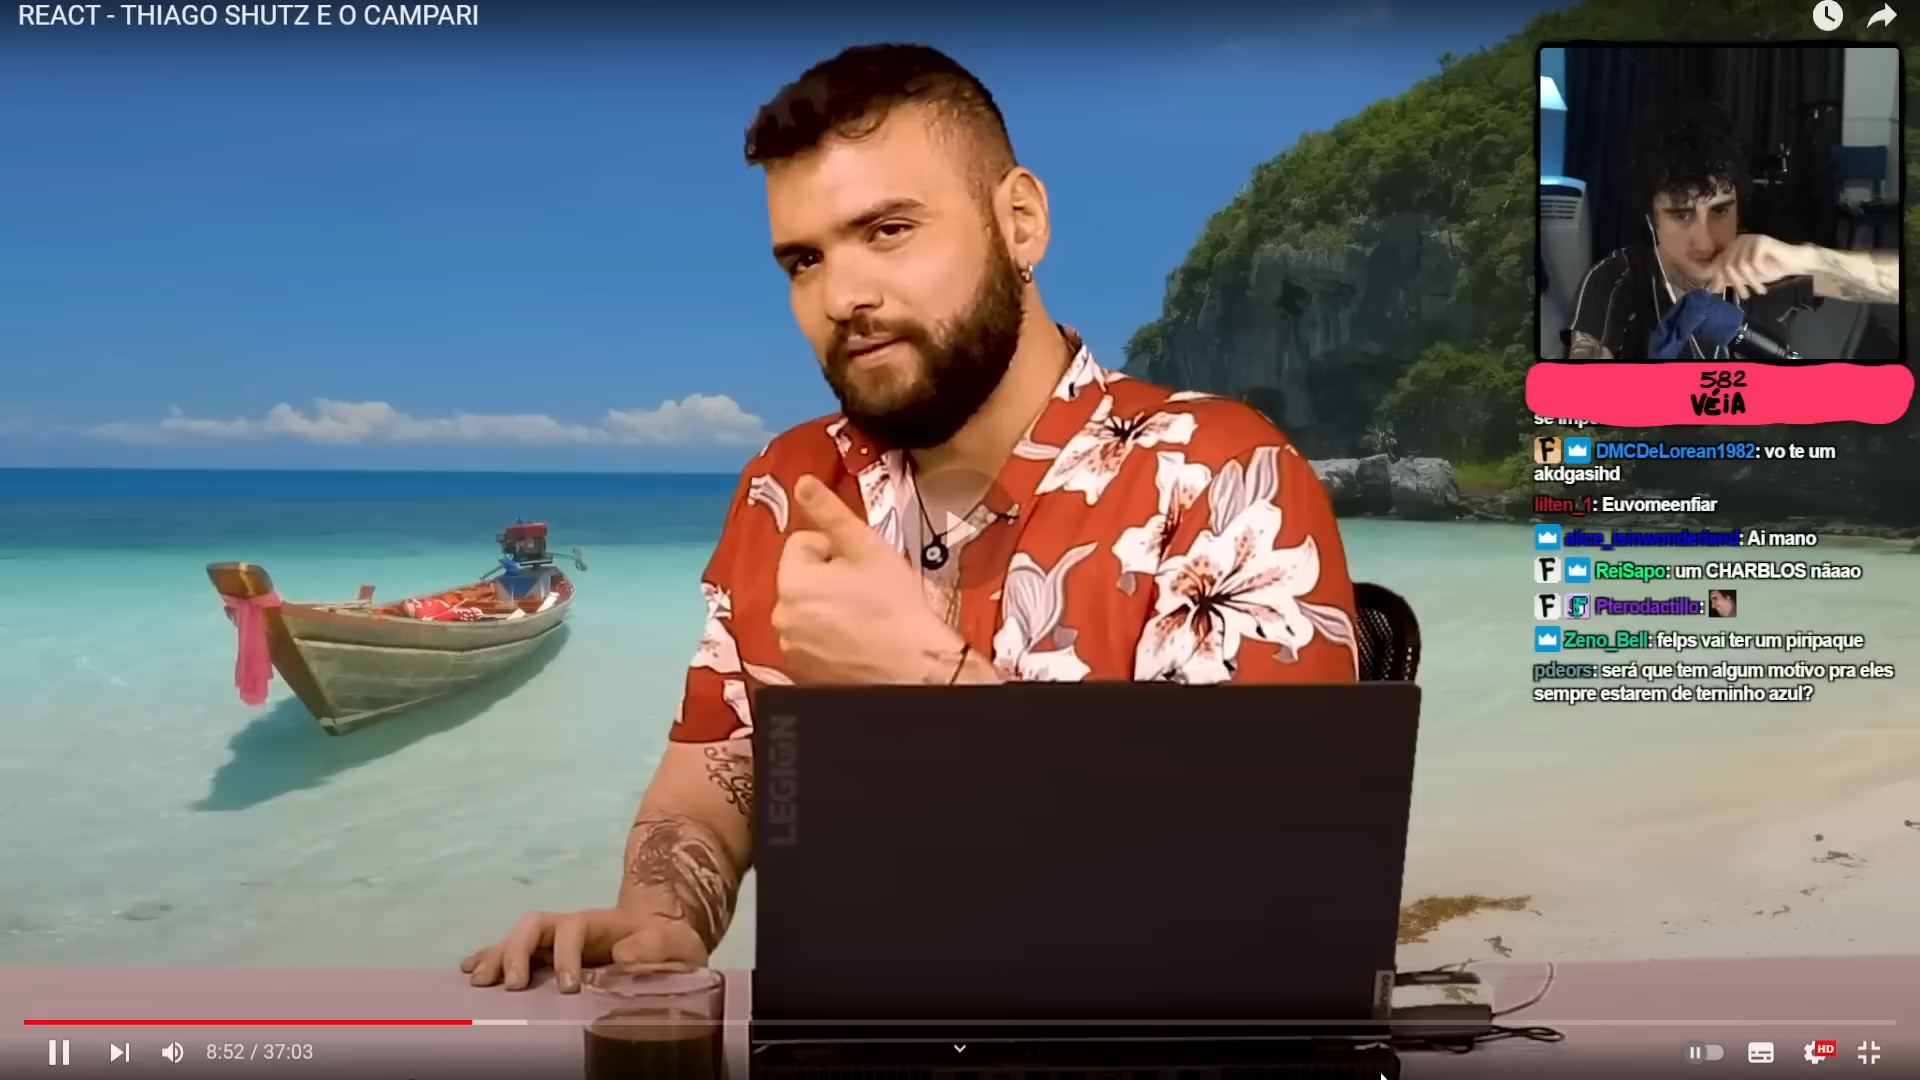 REACT - THIAGO SHUTZ E O CAMPARI
582
VÉIA
DMCDeLorean1982: vo te um
akdgasihd
lilten_1: Euvomeenfiar
alice_isinwonderland: Ai mano
ReiSapo: um CHARBLOS nãaao
Pterodactillo:
Zeno_Bell: felps vai ter um piripaque
pdeors: será que tem algum motivo pra eles
sempre estarem de terninho azul?
LEGION
8:52 / 37:03
HD